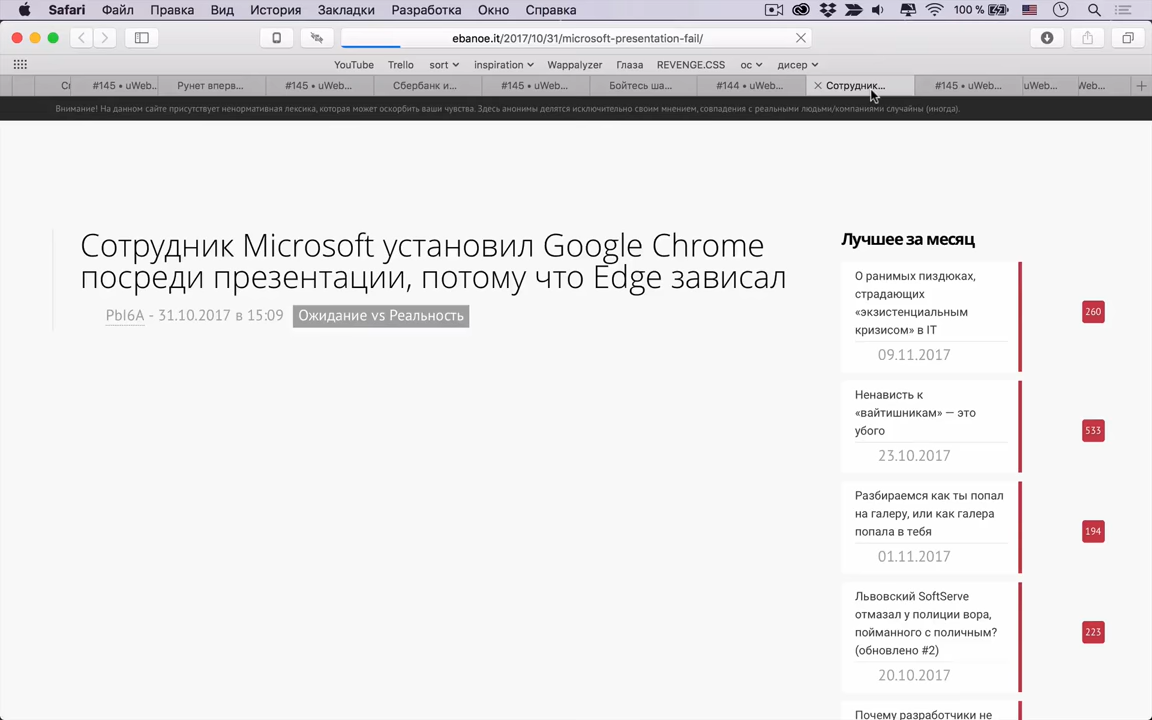 Safari Файл Правка Вид История Закладки Разработка Окно Справка 100 %
ebanoe.it/2017/10/31/microsoft-presentation-fail/
YouTube Trello sort inspiration Wappalyzer Глаза REVENGE.CSS ос дисер
#145 • uWeb... Рунет вперв... #145 • uWeb... Сбербанк и... #145 • uWeb... Бойтесь ша... #144 • uWeb... Сотрудник... #145 • uWeb... uWeb... Web...
Внимание! На данном сайте присутствует ненормативная лексика, которая может оскорбить ваши чувства. Здесь анонимы делятся исключительно своим мнением, совпадения с реальными людьми/компаниями случайны (иногда).
Сотрудник Microsoft установил Google Chrome
посреди презентации, потому что Edge зависал
PbI6A - 31.10.2017 в 15:09 Ожидание vs Реальность
Лучшее за месяц
О ранимых пиздюках,
страдающих
«экзистенциальным
кризисом» в IT
260
09.11.2017
Ненависть к
«вайтишникам» — это
убого
533
23.10.2017
Разбираемся как ты попал
на галеру, или как галера
попала в тебя
194
01.11.2017
Львовский SoftServe
отмазал у полиции вора,
пойманного с поличным?
(обновлено #2)
223
20.10.2017
Почему разработчики не